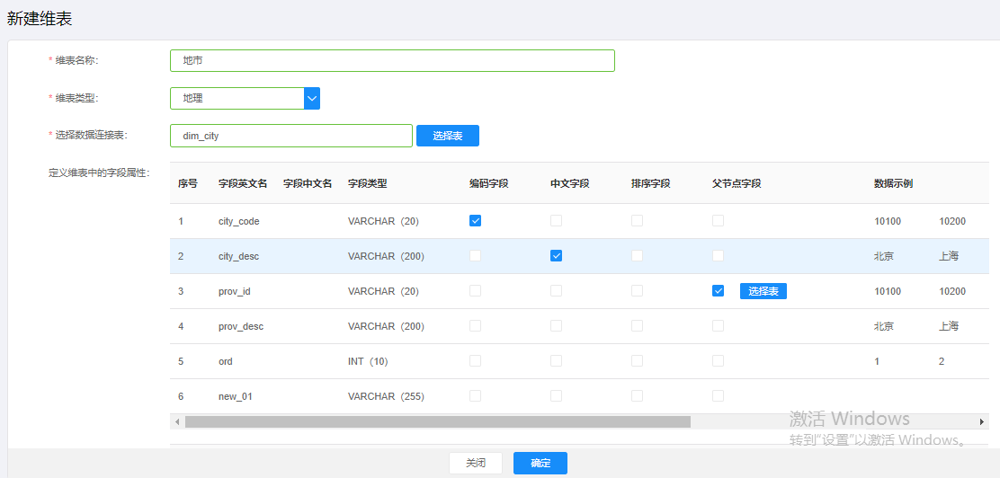 新建维表
* 维表名称： 地市
* 维表类型： 地理
* 选择数据连接表： dim_city 选择表
定义维表中的字段属性：
序号 字段英文名 字段中文名 字段类型 编码字段 中文字段 排序字段 父节点字段 数据示例
1 city_code VARCHAR（20） 10100 10200
2 city_desc VARCHAR（200） 北京 上海
3 prov_id VARCHAR（20） 选择表 10100 10200
4 prov_desc VARCHAR（200） 北京 上海
5 ord INT（10） 1 2
6 new_01 VARCHAR（255）
激活 Windows
转到“设置”以激活 Windows。
关闭 确定